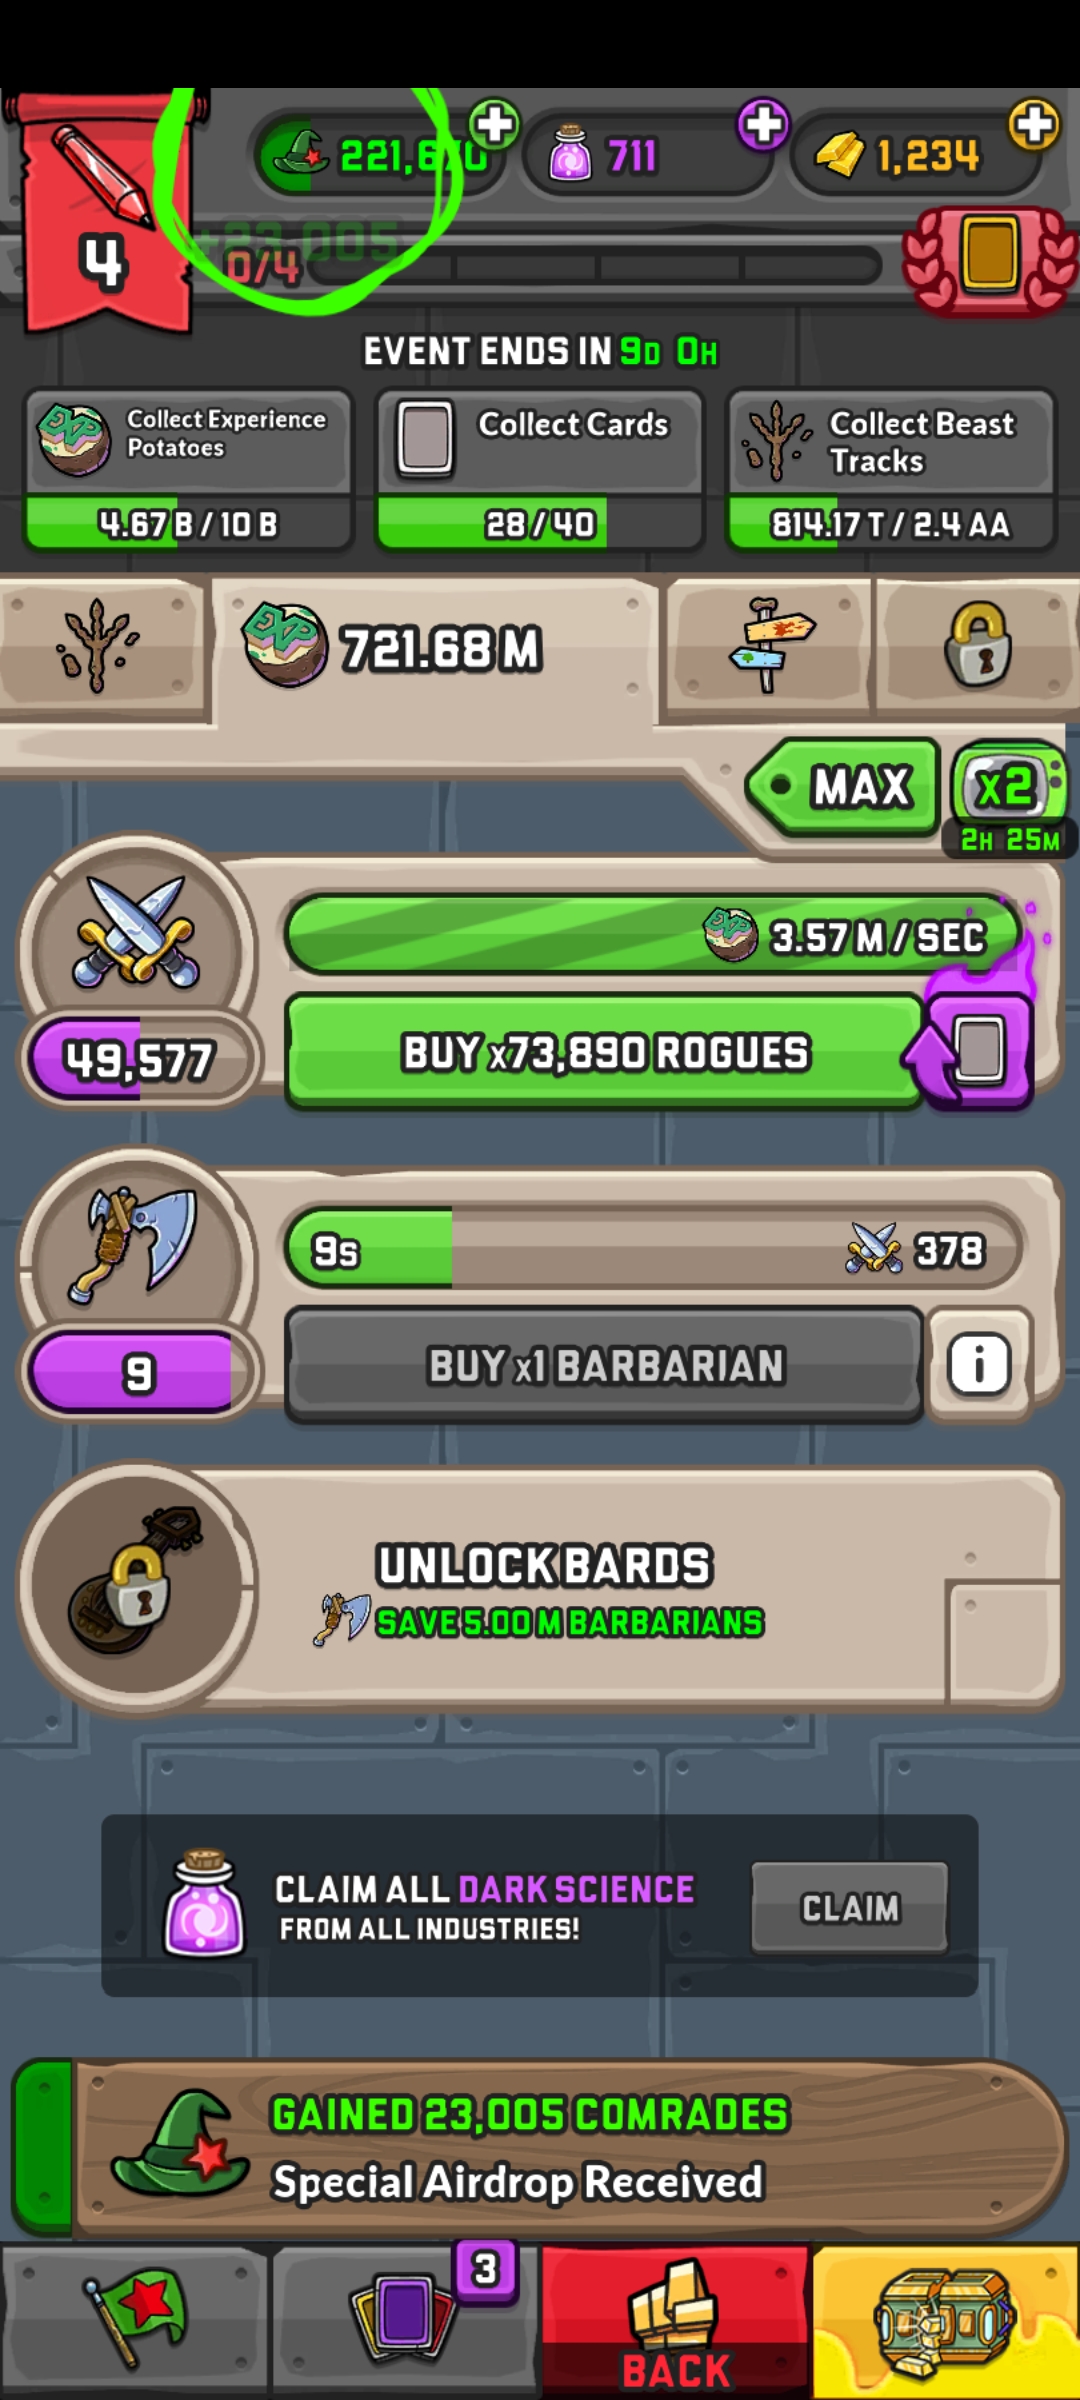 221,6
711
1,234
+23,005
4
0/4
EVENT ENDS IN 9D 0H
Collect Experience
Potatoes
Collect Cards
Collect Beast
Tracks
4.67 B / 10 B
28 / 40
814.17 T / 2.4 AA
EXP
721.68 M
MAX
x2
2H 25M
3.57 M / SEC
49,577
BUY x73,890 ROGUES
9S
378
9
BUY x1 BARBARIAN
i
UNLOCK BARDS
SAVE 5.00 M BARBARIANS
CLAIM ALL DARK SCIENCE
FROM ALL INDUSTRIES!
CLAIM
GAINED 23,005 COMRADES
Special Airdrop Received
3
BACK